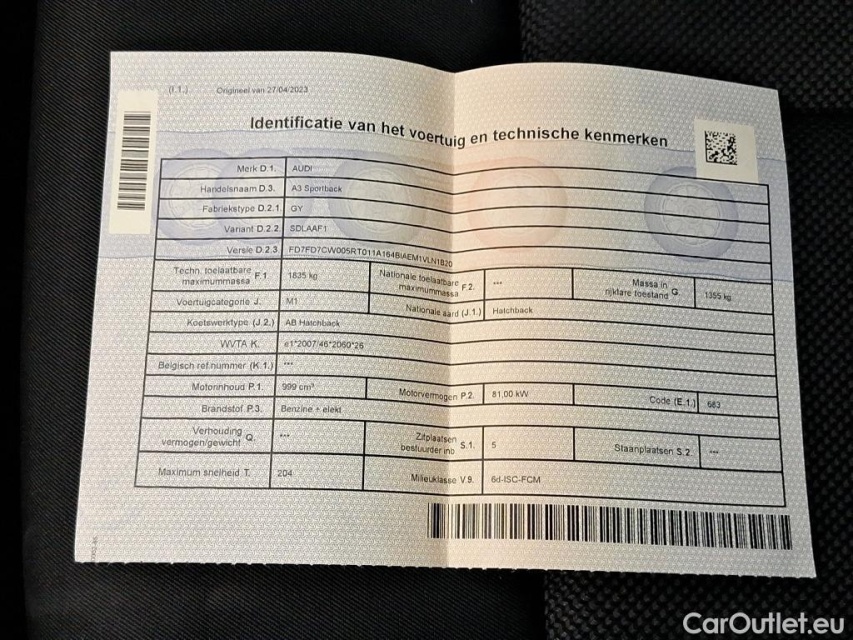 (I.1.) Origineel van 27/04/2023
Identificatie van het voertuig en technische kenmerken
Merk D.1. AUDI
Handelsnaam D.3. A3 Sportback
Fabriekstype D.2.1. GY
Variant D.2.2. SDLAAF1
Versie D.2.3. FD7FD7CW005RT011A164BIAEM1VLN1B20
Techn. toelaatbare maximummassa F.1 1835 kg Nationale toelaatbare maximummassa F.2. *** Massa in rijklare toestand G. 1355 kg
Voertuigcategorie J. M1 Nationale aard (J.1.) Hatchback
Koetswerktype (J.2.) AB Hatchback
WVTA K. e1*2007/46*2060*26
Belgisch ref.nummer (K.1.) ***
Motorinhoud P.1. 999 cm³ Motorvermogen P.2. 81,00 kW Code (E.1.) 663
Brandstof P.3. Benzine + elekt
Verhouding vermogen/gewicht Q. *** Zitplaatsen bestuurder inb S.1. 5 Staanplaatsen S.2. ***
Maximum snelheid T. 204 Milieuklasse V.9. 6d-ISC-FCM
CarOutlet.eu